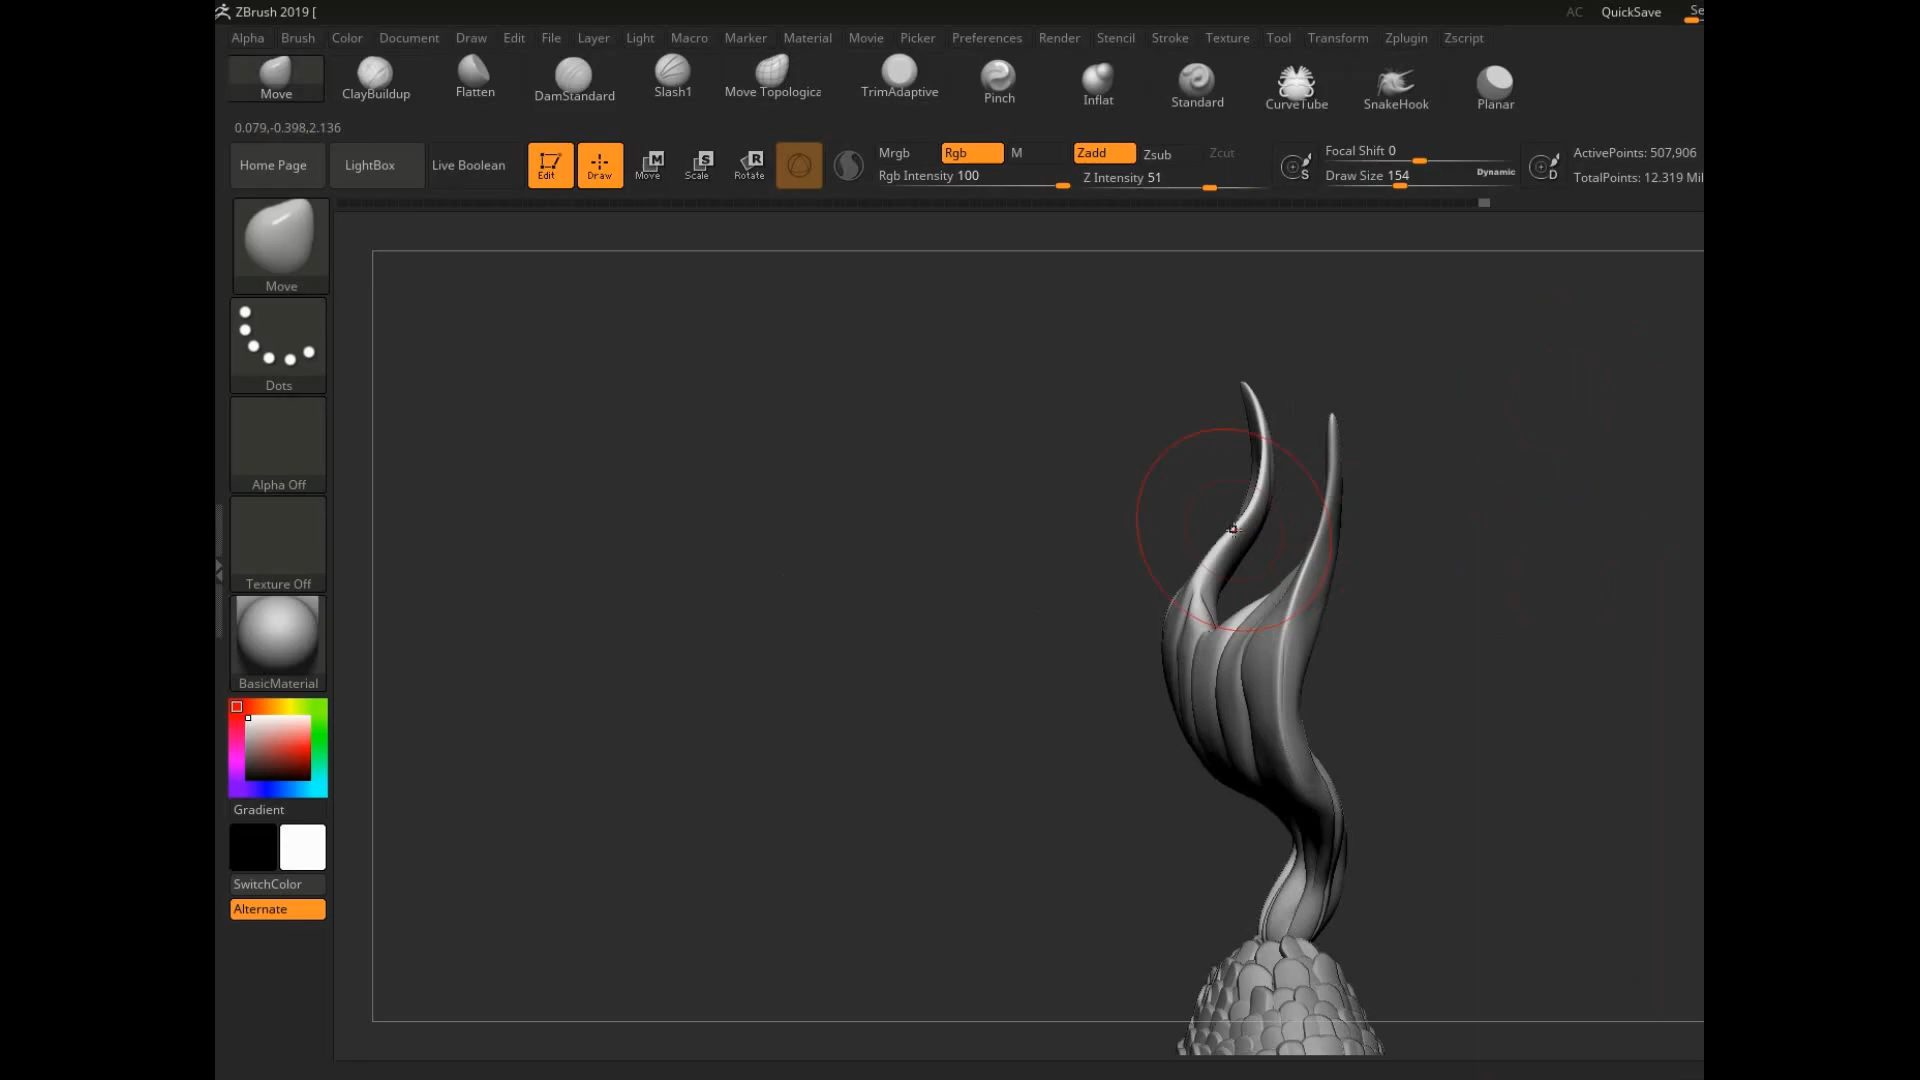 ZBrush 2019 [
AC QuickSave Se
Alpha Brush Color Document Draw Edit File Layer Light Macro Marker Material Movie Picker Preferences Render Stencil Stroke Texture Tool Transform Zplugin Zscript
Move ClayBuildup Flatten DamStandard Slash1 Move Topologica TrimAdaptive Pinch Inflat Standard CurveTube SnakeHook Planar
0.079,-0.398,2.136
Home Page LightBox Live Boolean Edit Draw Move Scale Rotate
M S R
Mrgb Rgb M Zadd Zsub Zcut Focal Shift 0 ActivePoints: 507,906
Rgb Intensity 100 Z Intensity 51 S Draw Size 154 Dynamic D TotalPoints: 12.319 Mil
Move
Dots
Alpha Off
Texture Off
BasicMaterial
Gradient
SwitchColor
Alternate